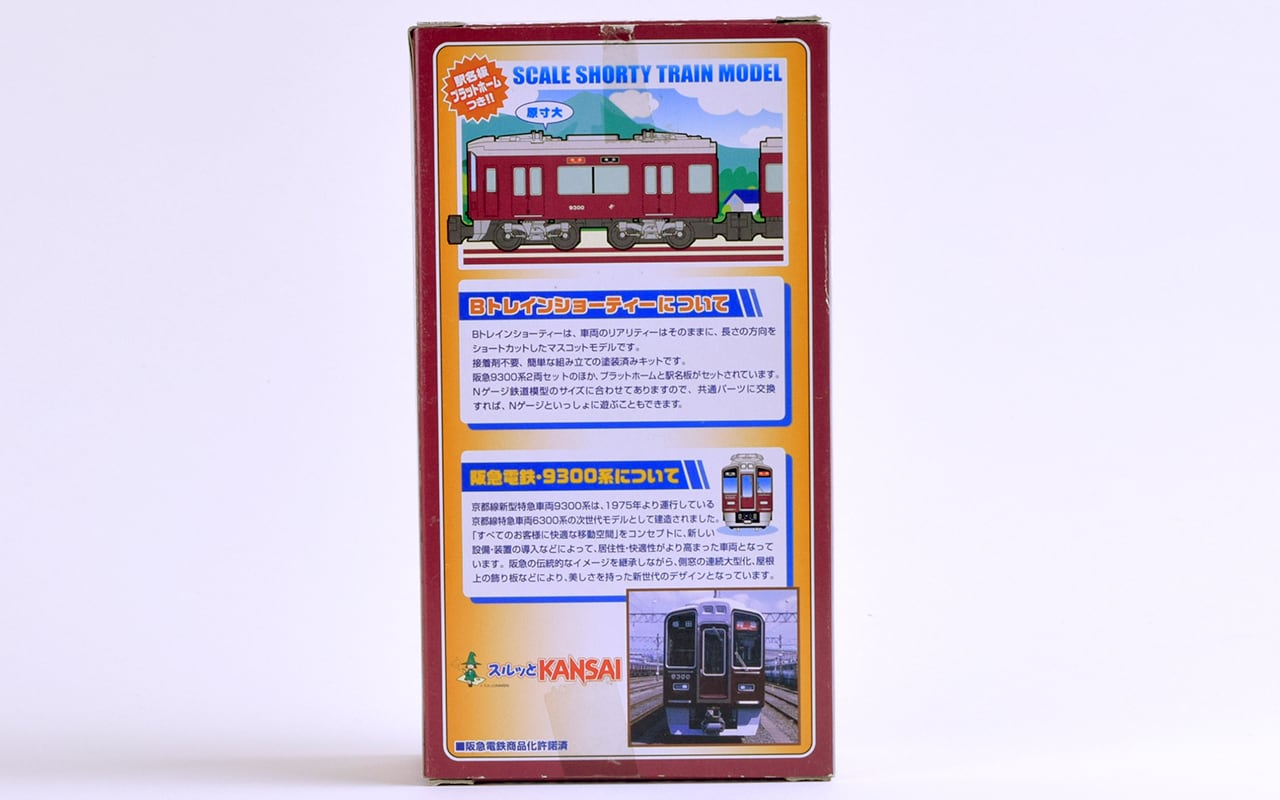 駅名板
プラットホーム
つき!!
SCALE SHORTY TRAIN MODEL
原寸大
9300
Bトレインショーティーについて
Bトレインショーティーは、車両のリアリティーはそのままに、長さの方向を
ショートカットしたマスコットモデルです。
接着剤不要、簡単な組み立ての塗装済みキットです。
阪急9300系2両セットのほか、プラットホームと駅名板がセットされています。
Nゲージ鉄道模型のサイズに合わせてありますので、共通パーツに交換
すれば、Nゲージといっしょに遊ぶこともできます。
阪急電鉄・9300系について
京都線新型特急車両9300系は、1975年より運行している
京都線特急車両6300系の次世代モデルとして建造されました。
「すべてのお客様に快適な移動空間」をコンセプトに、新しい
設備・装置の導入などによって、居住性・快適性がより高まった車両となって
います。阪急の伝統的なイメージを継承しながら、側窓の連続大型化、屋根
上の飾り板などにより、美しさを持った新世代のデザインとなっています。
スルッとKANSAI
9300
■阪急電鉄商品化許諾済